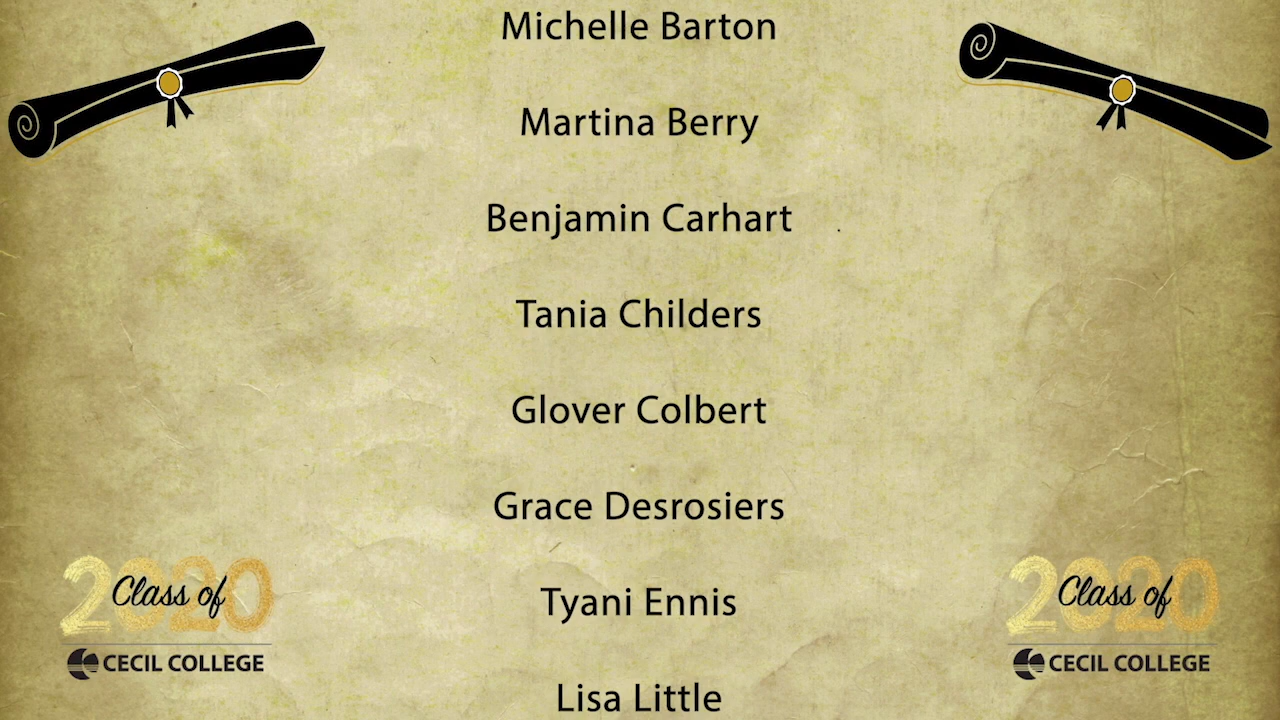 Michelle Barton
Martina Berry
Benjamin Carhart
Tania Childers
Glover Colbert
Grace Desrosiers
Tyani Ennis
Lisa Little
2020
Class of
CECIL COLLEGE
2020
Class of
CECIL COLLEGE